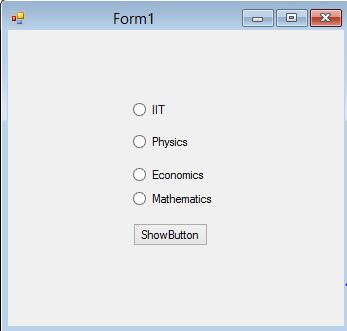 Form1
IIT
Physics
Economics
Mathematics
ShowButton